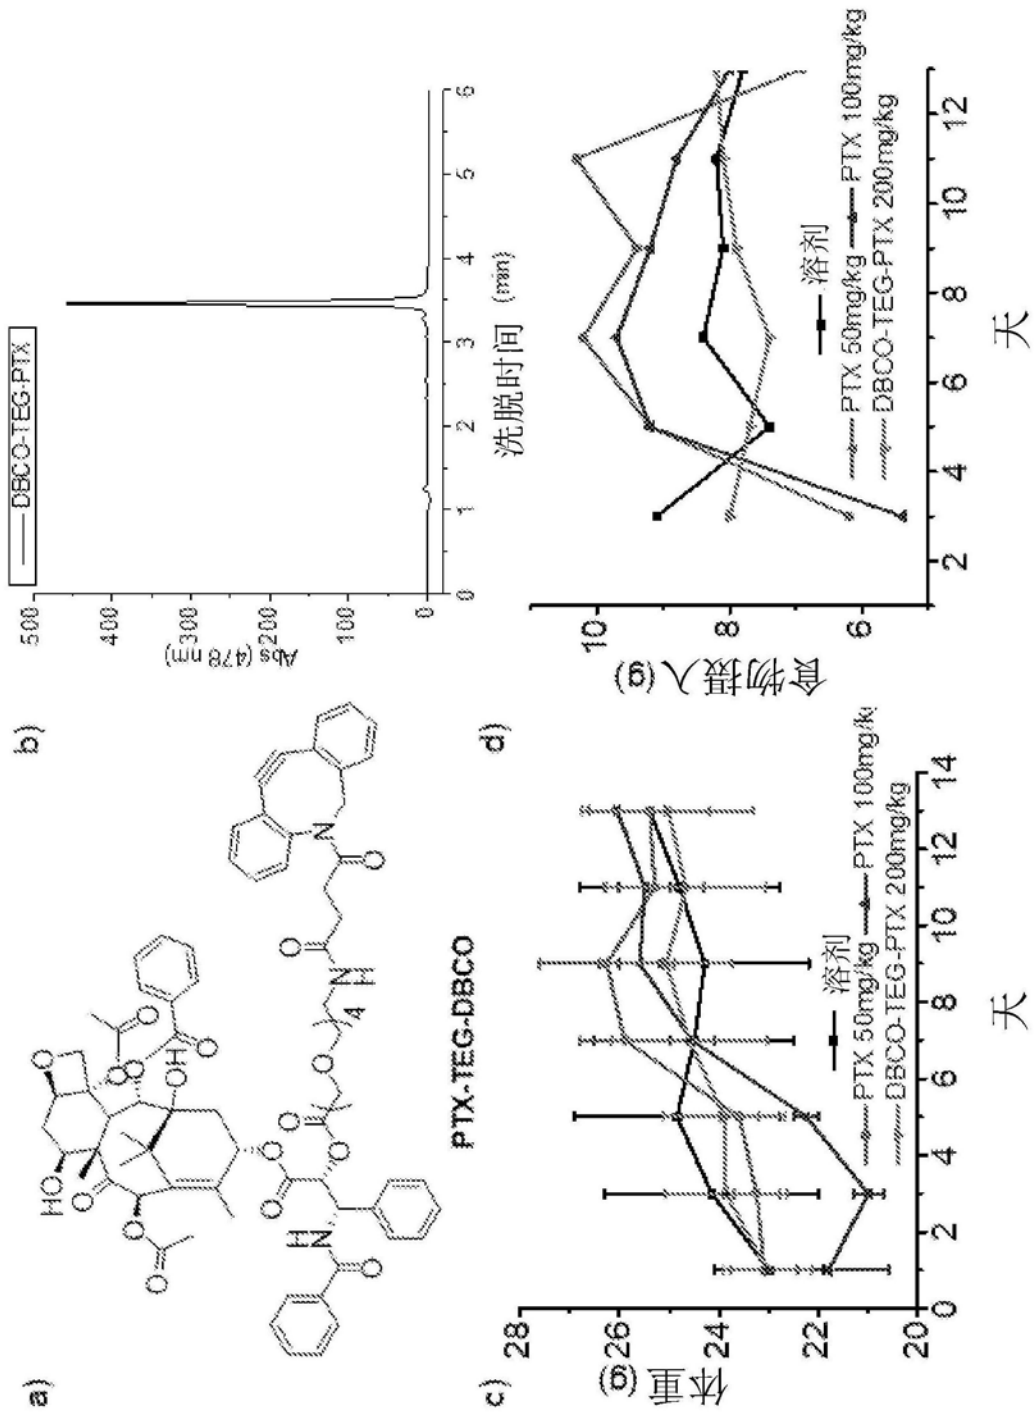 a)
HO
O
O
O
O
O
OH
O
O
O
O
O
O
O
O
NH
O
O
4
N
H
O
O
N
PTX-TEG-DBCO
b)
DBCO-TEG-PTX
Abs (478 nm)
500
400
300
200
100
0
0
1
2
3
4
5
6
洗脱时间 (min)
c)
体重 (g)
28
26
24
22
20
0
2
4
6
8
10
12
14
天
溶剂
PTX 50mg/kg
PTX 100mg/kg
DBCO-TEG-PTX 200mg/kg
d)
食物摄入 (g)
10
8
6
2
4
6
8
10
12
天
溶剂
PTX 50mg/kg
PTX 100mg/kg
DBCO-TEG-PTX 200mg/kg